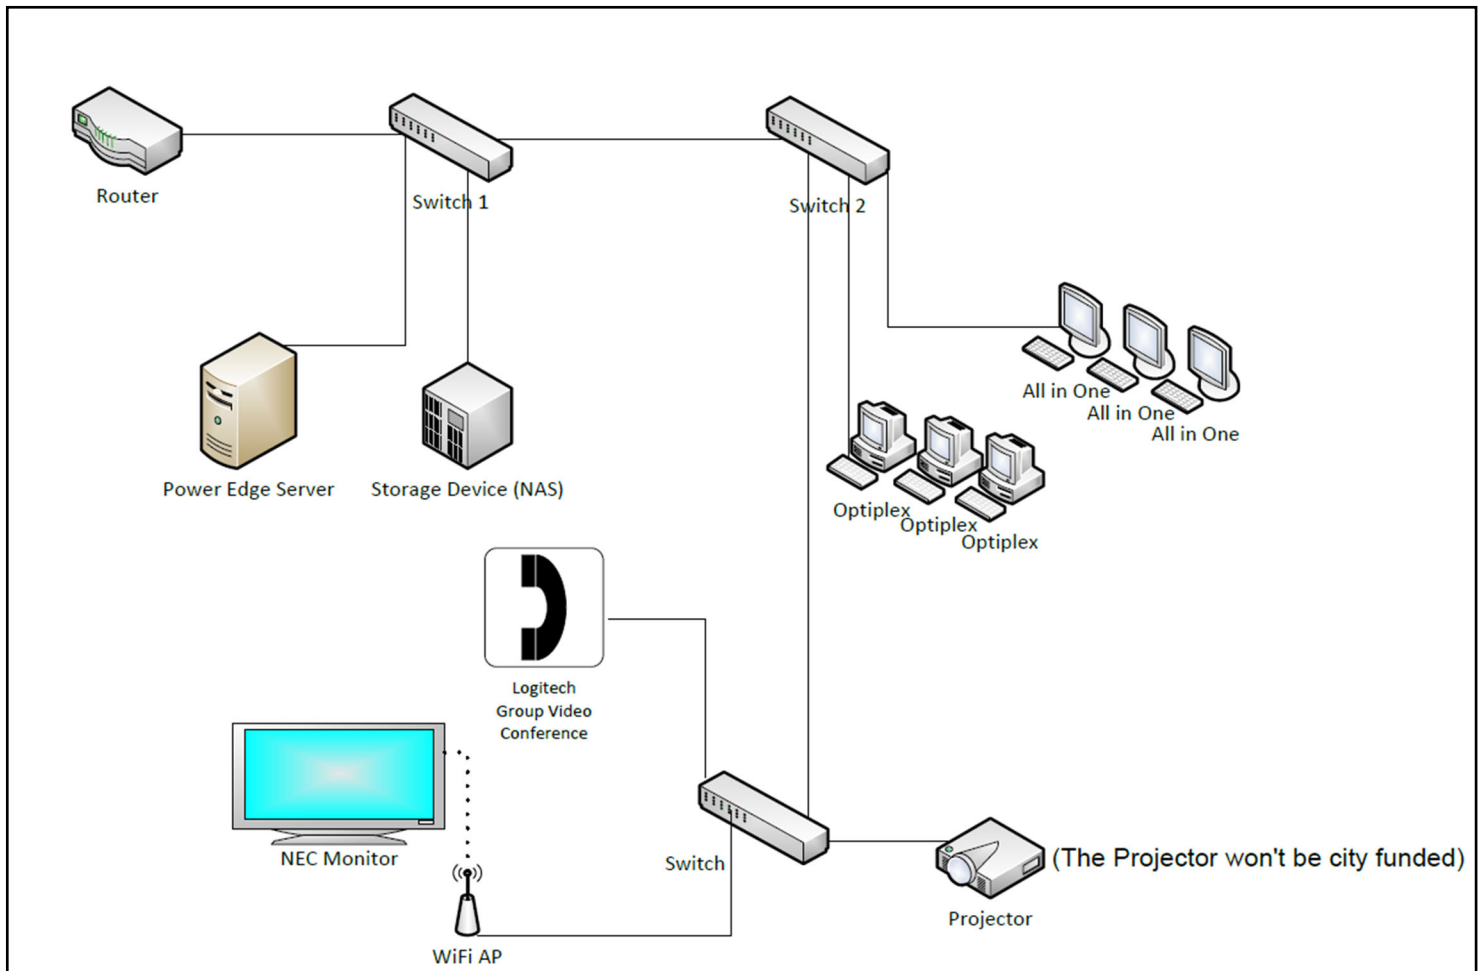 Router
Switch 1
Switch 2
All in One
All in One
All in One
Power Edge Server
Storage Device (NAS)
Optiplex
Optiplex
Optiplex
Logitech
Group Video
Conference
NEC Monitor
Switch
(The Projector won't be city funded)
Projector
WiFi AP